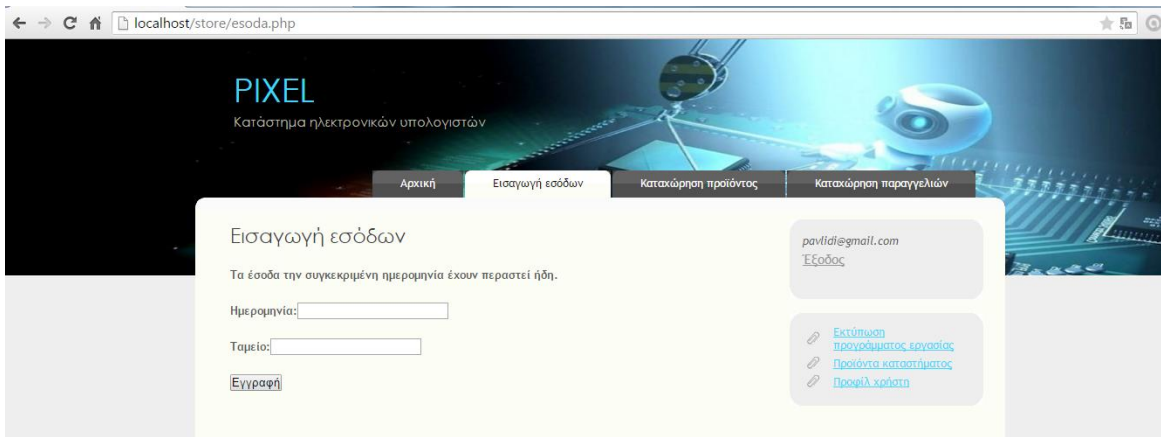 localhost/store/esoda.php
PIXEL
Κατάστημα ηλεκτρονικών υπολογιστών
Αρχική Εισαγωγή εσόδων Καταχώρηση προϊόντος Καταχώρηση παραγγελιών
Εισαγωγή εσόδων
Τα έσοδα την συγκεκριμένη ημερομηνία έχουν περαστεί ήδη.
Ημερομηνία:
Ταμείο:
Εγγραφή
pavlidi@gmail.com
Έξοδος
Εκτύπωση
προγράμματος εργασίας
Προϊόντα καταστήματος
Προφίλ χρήστη